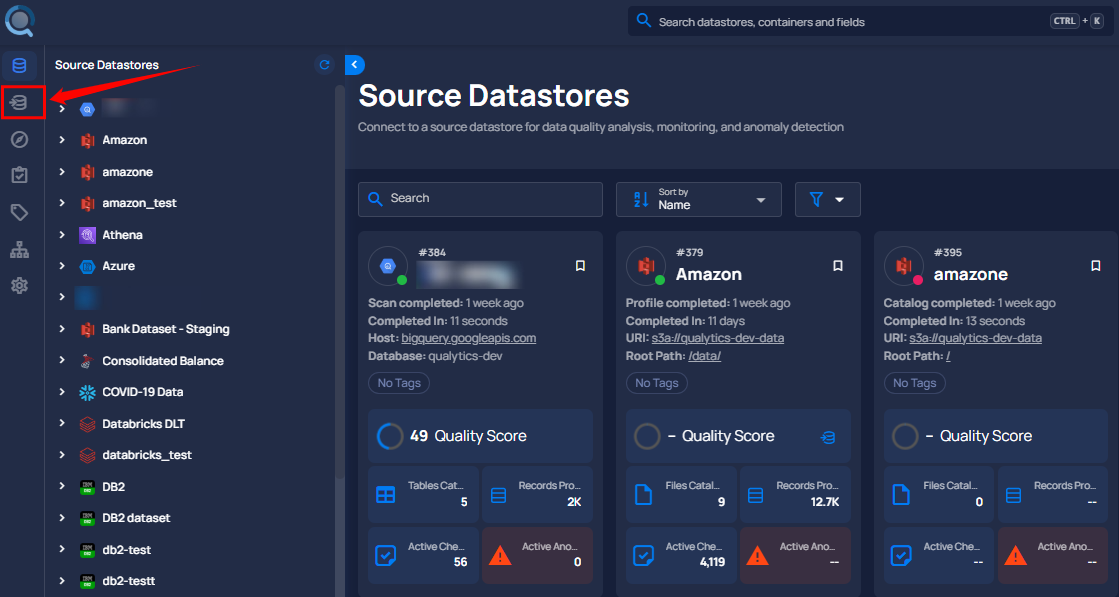 Search datastores, containers and fields
CTRL + K
Source Datastores
Amazon
amazone
amazon_test
Athena
Azure
Bank Dataset - Staging
Consolidated Balance
COVID-19 Data
Databricks DLT
databricks_test
DB2
DB2 dataset
db2-test
db2-testt
Source Datastores
Connect to a source datastore for data quality analysis, monitoring, and anomaly detection
Search
Sort by
Name
#384
Scan completed: 1 week ago
Completed In: 11 seconds
Host: bigquery.googleapis.com
Database: qualytics-dev
No Tags
49 Quality Score
Tables Cat...
5
Records Pro...
2K
Active Che...
56
Active Ano...
0
#379
Amazon
Profile completed: 1 week ago
Completed In: 11 days
URI: s3a://qualytics-dev-data
Root Path: /data/
No Tags
– Quality Score
Files Catal...
9
Records Pro...
12.7K
Active Che...
4,119
Active Ano...
--
#395
amazone
Catalog completed: 1 week ago
Completed In: 13 seconds
URI: s3a://qualytics-dev-data
Root Path: /
No Tags
– Quality Score
Files Catal...
0
Records Pro...
--
Active Che...
--
Active Ano...
--